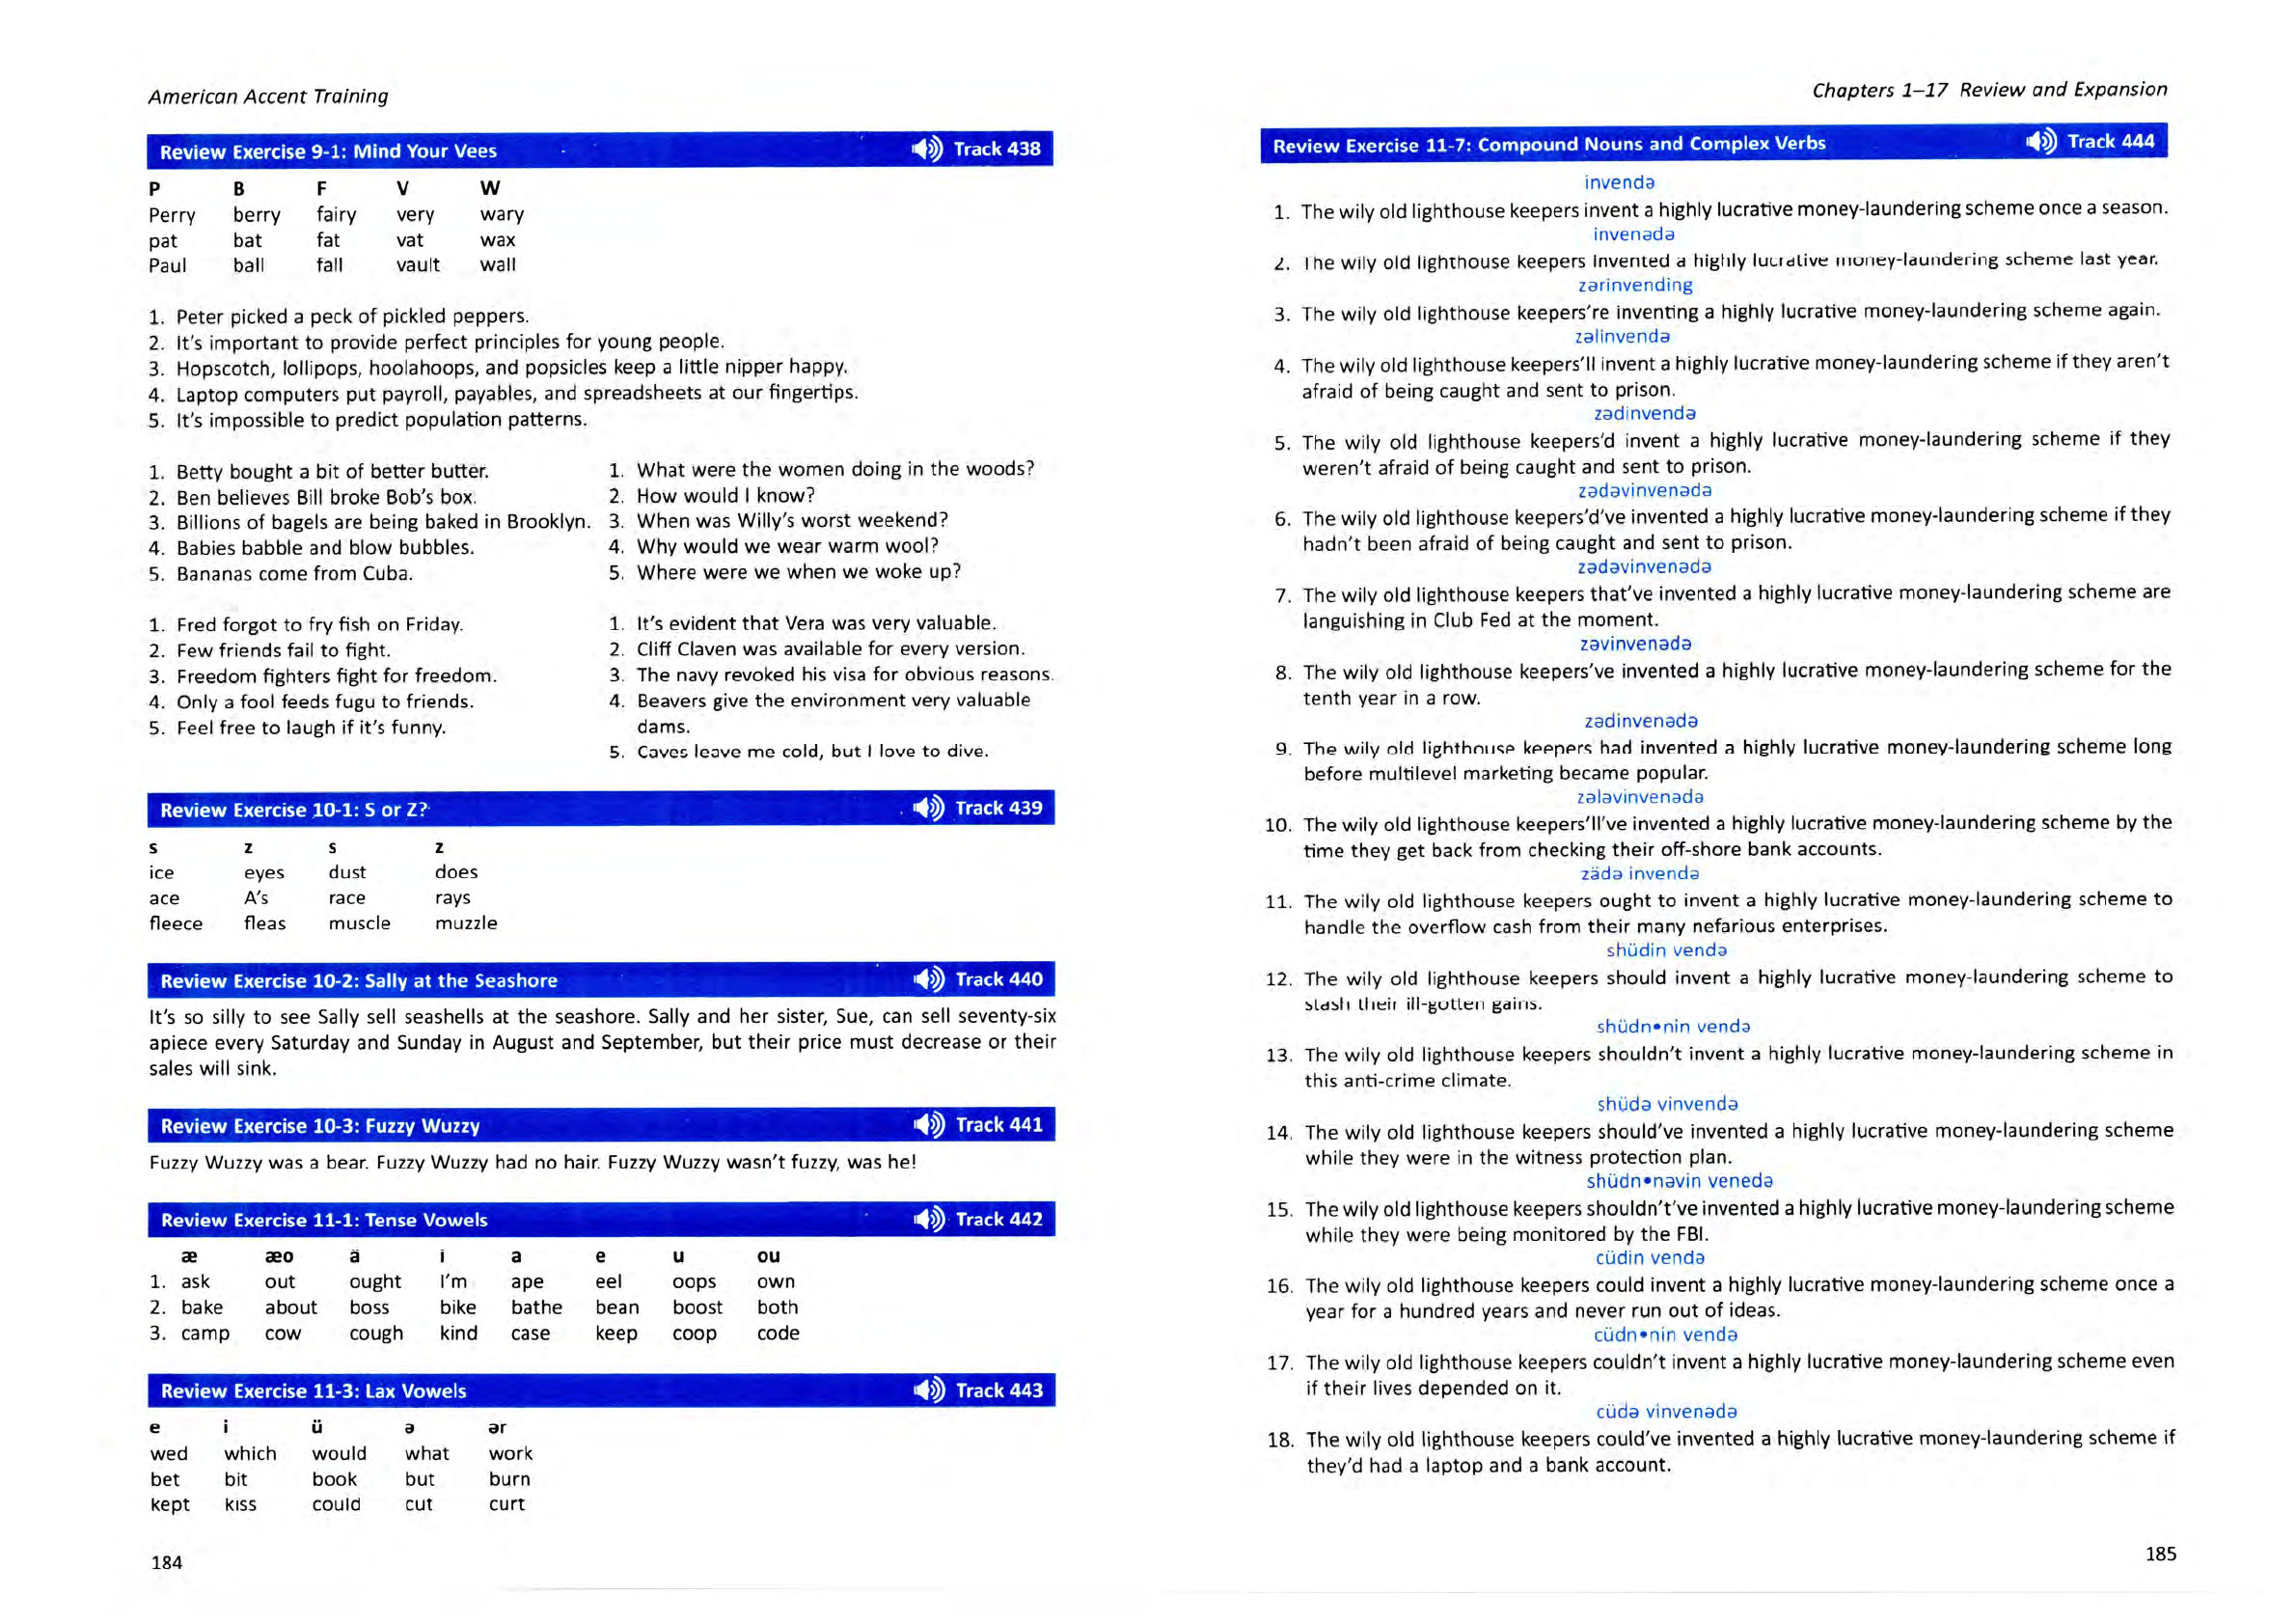 American Accent Training
Review Exercise 9-1: Mind Your Vees Track 438
P B F V W
Perry berry fairy very wary
pat bat fat vat wax
Paul ball fall vault wall
1. Peter picked a peck of pickled peppers.
2. It's important to provide perfect principles for young people.
3. Hopscotch, lollipops, hoolahoops, and popsicles keep a little nipper happy.
4. Laptop computers put payroll, payables, and spreadsheets at our fingertips.
5. It's impossible to predict population patterns.
1. Betty bought a bit of better butter.
2. Ben believes Bill broke Bob's box.
3. Billions of bagels are being baked in Brooklyn.
4. Babies babble and blow bubbles.
5. Bananas come from Cuba.
1. What were the women doing in the woods?
2. How would I know?
3. When was Willy's worst weekend?
4. Why would we wear warm wool?
5. Where were we when we woke up?
1. Fred forgot to fry fish on Friday.
2. Few friends fail to fight.
3. Freedom fighters fight for freedom.
4. Only a fool feeds fugu to friends.
5. Feel free to laugh if it's funny.
1. It's evident that Vera was very valuable.
2. Cliff Claven was available for every version.
3. The navy revoked his visa for obvious reasons.
4. Beavers give the environment very valuable
dams.
5. Caves leave me cold, but I love to dive.
Review Exercise 10-1: S or Z? Track 439
s z s z
ice eyes dust does
ace A's race rays
fleece fleas muscle muzzle
Review Exercise 10-2: Sally at the Seashore Track 440
It's so silly to see Sally sell seashells at the seashore. Sally and her sister, Sue, can sell seventy-six
apiece every Saturday and Sunday in August and September, but their price must decrease or their
sales will sink.
Review Exercise 10-3: Fuzzy Wuzzy Track 441
Fuzzy Wuzzy was a bear. Fuzzy Wuzzy had no hair. Fuzzy Wuzzy wasn't fuzzy, was he!
Review Exercise 11-1: Tense Vowels Track 442
æ æo ä i a e u ou
1. ask out ought I'm ape eel oops own
2. bake about boss bike bathe bean boost both
3. camp cow cough kind case keep coop code
Review Exercise 11-3: Lax Vowels Track 443
e i ü ə ər
wed which would what work
bet bit book but burn
kept kiss could cut curt
184
Chapters 1–17 Review and Expansion
Review Exercise 11-7: Compound Nouns and Complex Verbs Track 444
invendə
1. The wily old lighthouse keepers invent a highly lucrative money-laundering scheme once a season.
invenədə
2. The wily old lighthouse keepers invented a highly lucrative money-laundering scheme last year.
zərinvending
3. The wily old lighthouse keepers're inventing a highly lucrative money-laundering scheme again.
zəlinvendə
4. The wily old lighthouse keepers'll invent a highly lucrative money-laundering scheme if they aren't
afraid of being caught and sent to prison.
zədinvendə
5. The wily old lighthouse keepers'd invent a highly lucrative money-laundering scheme if they
weren't afraid of being caught and sent to prison.
zədəvinvenədə
6. The wily old lighthouse keepers'd've invented a highly lucrative money-laundering scheme if they
hadn't been afraid of being caught and sent to prison.
zədəvinvenədə
7. The wily old lighthouse keepers that've invented a highly lucrative money-laundering scheme are
languishing in Club Fed at the moment.
zəvinvenədə
8. The wily old lighthouse keepers've invented a highly lucrative money-laundering scheme for the
tenth year in a row.
zədinvenədə
9. The wily old lighthouse keepers had invented a highly lucrative money-laundering scheme long
before multilevel marketing became popular.
zələvinvenədə
10. The wily old lighthouse keepers'll've invented a highly lucrative money-laundering scheme by the
time they get back from checking their off-shore bank accounts.
zädə invendə
11. The wily old lighthouse keepers ought to invent a highly lucrative money-laundering scheme to
handle the overflow cash from their many nefarious enterprises.
shüdin vendə
12. The wily old lighthouse keepers should invent a highly lucrative money-laundering scheme to
stash their ill-gotten gains.
shüdn•nin vendə
13. The wily old lighthouse keepers shouldn't invent a highly lucrative money-laundering scheme in
this anti-crime climate.
shüdə vinvendə
14. The wily old lighthouse keepers should've invented a highly lucrative money-laundering scheme
while they were in the witness protection plan.
shüdn•nəvin venedə
15. The wily old lighthouse keepers shouldn't've invented a highly lucrative money-laundering scheme
while they were being monitored by the FBI.
cüdin vendə
16. The wily old lighthouse keepers could invent a highly lucrative money-laundering scheme once a
year for a hundred years and never run out of ideas.
cüdn•nin vendə
17. The wily old lighthouse keepers couldn't invent a highly lucrative money-laundering scheme even
if their lives depended on it.
cüdə vinvenədə
18. The wily old lighthouse keepers could've invented a highly lucrative money-laundering scheme if
they'd had a laptop and a bank account.
185